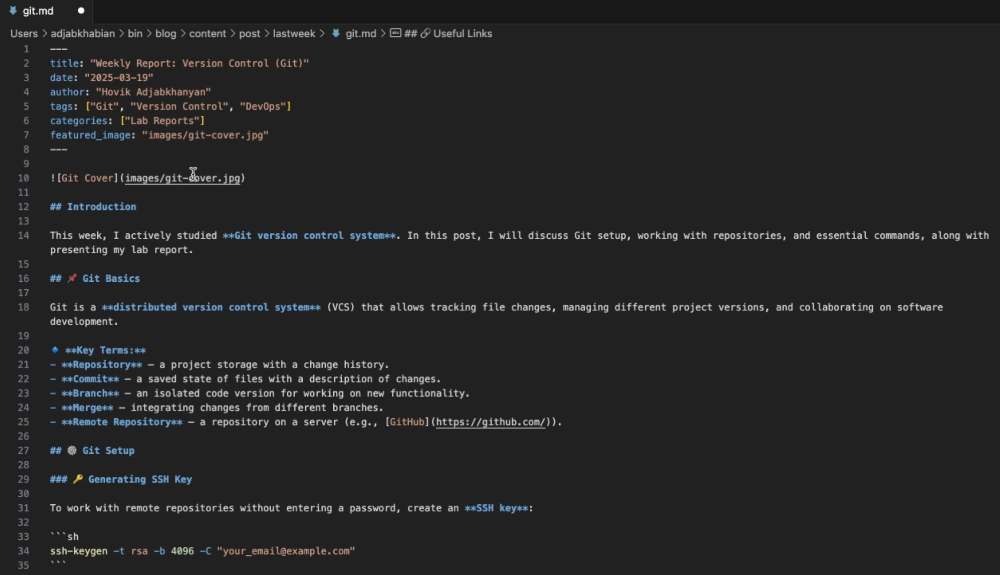 git.md
Users > adjabkhabian > bin > blog > content > post > lastweek > git.md > ## 🔗 Useful Links
1 ---
2 title: "Weekly Report: Version Control (Git)"
3 date: "2025-03-19"
4 author: "Hovik Adjabkhanyan"
5 tags: ["Git", "Version Control", "DevOps"]
6 categories: ["Lab Reports"]
7 featured_image: "images/git-cover.jpg"
8 ---
9
10 ![Git Cover](images/git-cover.jpg)
11
12 ## Introduction
13
14 This week, I actively studied **Git version control system**. In this post, I will discuss Git setup, working with repositories, and essential commands, along with
presenting my lab report.
15
16 ## 📌 Git Basics
17
18 Git is a **distributed version control system** (VCS) that allows tracking file changes, managing different project versions, and collaborating on software
development.
19
20 🔹 **Key Terms:**
21 - **Repository** – a project storage with a change history.
22 - **Commit** – a saved state of files with a description of changes.
23 - **Branch** – an isolated code version for working on new functionality.
24 - **Merge** – integrating changes from different branches.
25 - **Remote Repository** – a repository on a server (e.g., [GitHub](https://github.com/)).
26
27 ## ⚙️ Git Setup
28
29 ### 🔑 Generating SSH Key
30
31 To work with remote repositories without entering a password, create an **SSH key**:
32
33 ```sh
34 ssh-keygen -t rsa -b 4096 -C "your_email@example.com"
35 ```